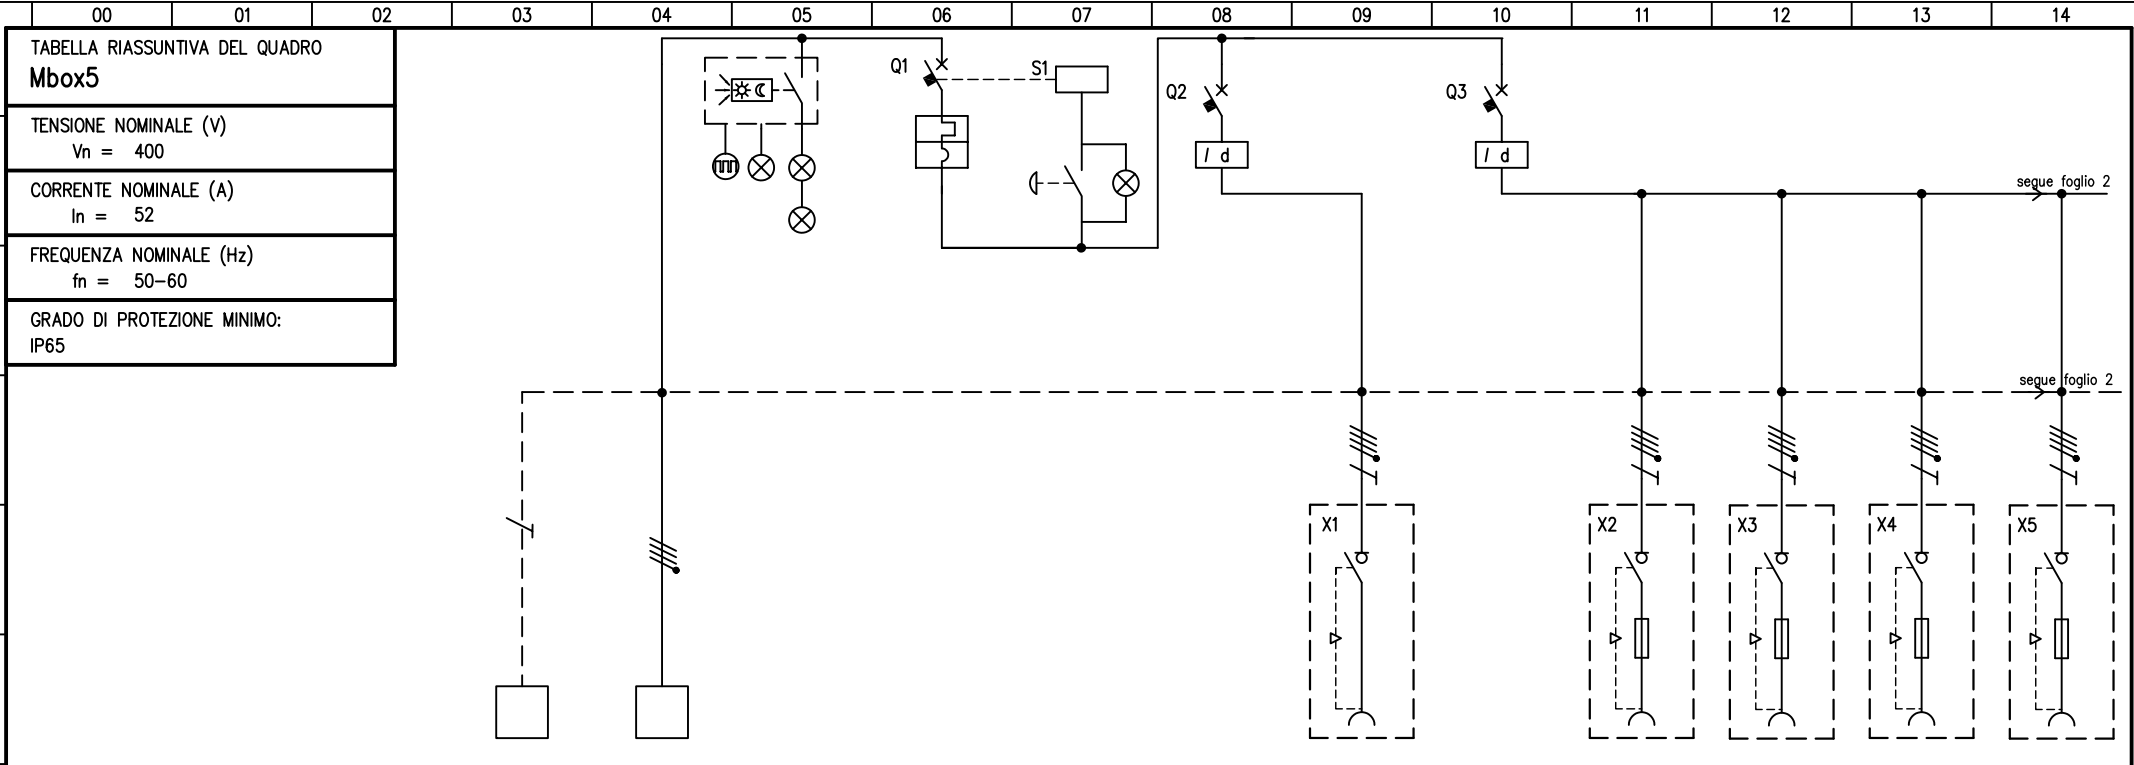 00 01 02 03 04 05 06 07 08 09 10 11 12 13 14
TABELLA RIASSUNTIVA DEL QUADRO
Mbox5
TENSIONE NOMINALE (V)
Vn = 400
CORRENTE NOMINALE (A)
In = 52
FREQUENZA NOMINALE (Hz)
fn = 50-60
GRADO DI PROTEZIONE MINIMO:
IP65
Q1
S1
Q2
Q3
I d
I d
segue foglio 2
segue foglio 2
X1
X2
X3
X4
X5